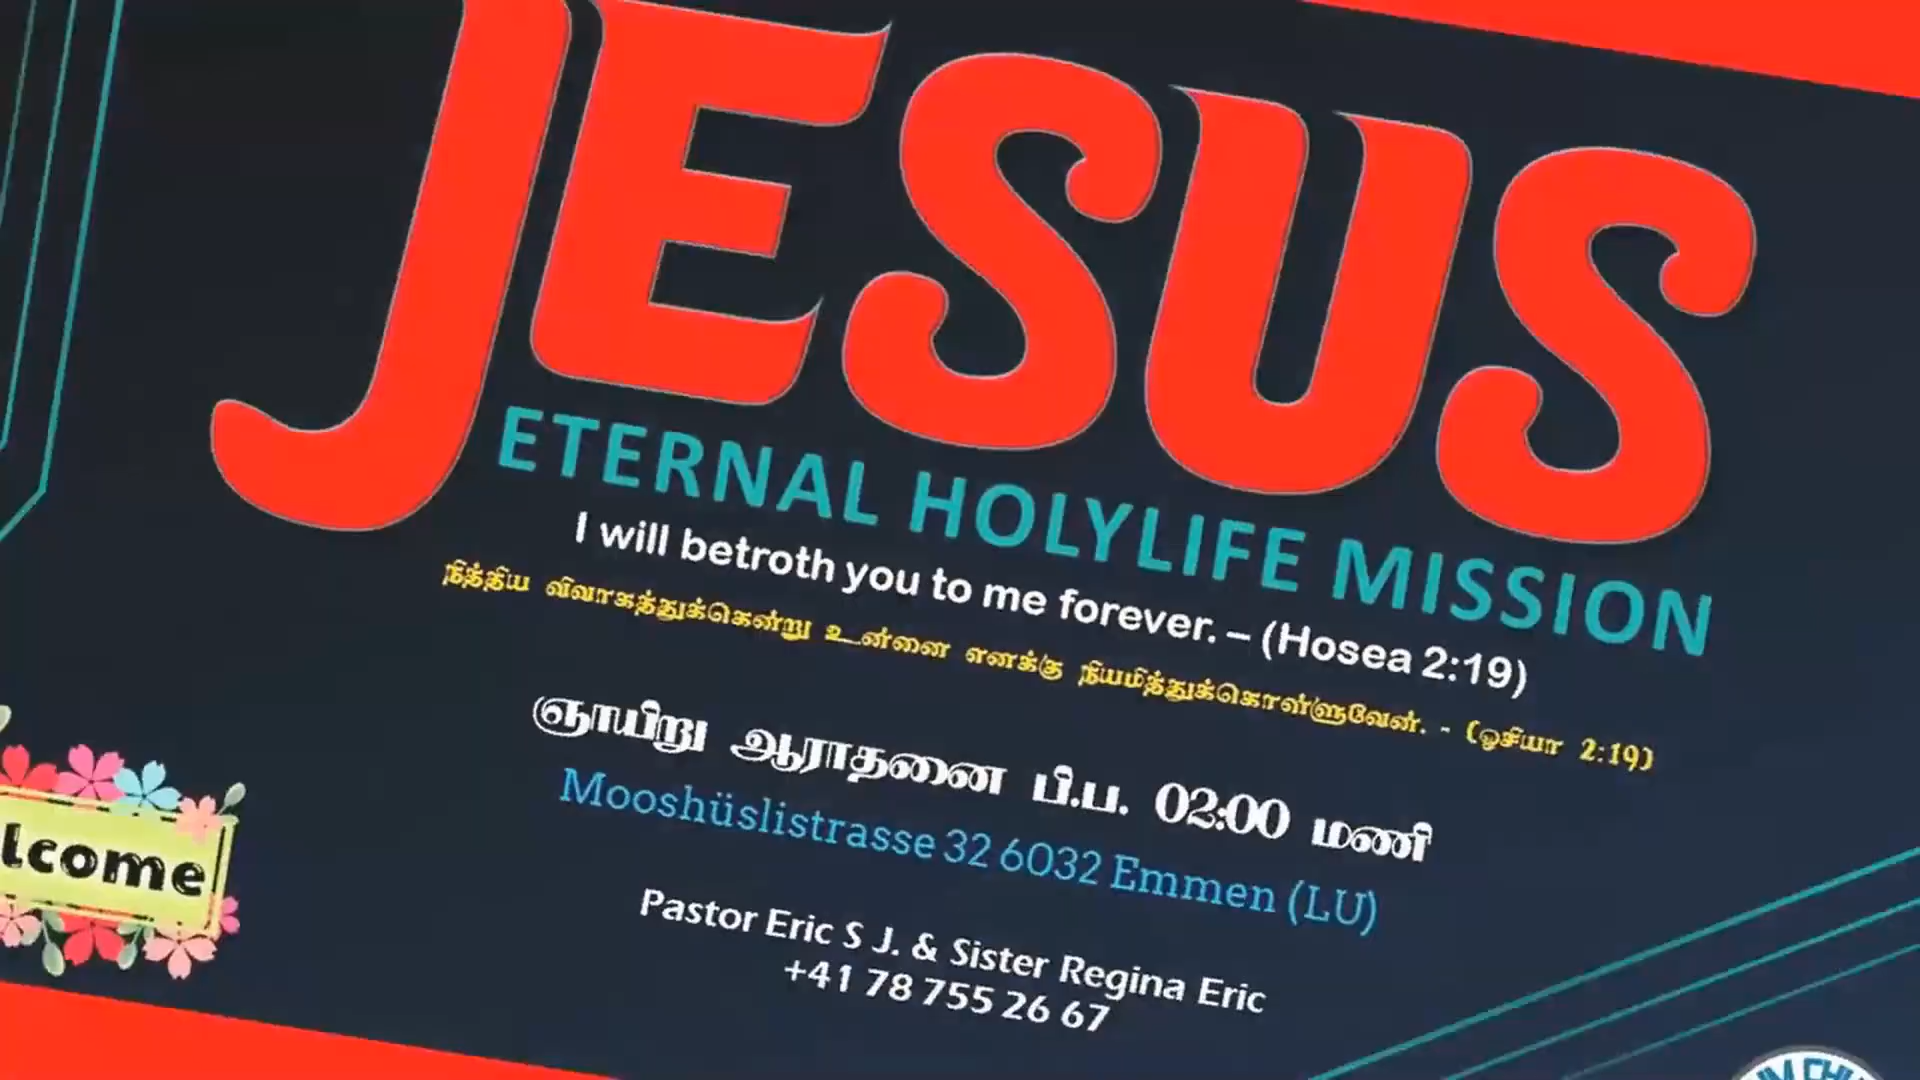 JESUS
ETERNAL HOLYLIFE MISSION
I will betroth you to me forever. – (Hosea 2:19)
நித்திய விவாகத்துக்கென்று உன்னை எனக்கு நியமித்துக்கொள்ளுவேன். - (ஓசியா 2:19)
ஞாயிறு ஆராதனை பி.ப. 02:00 மணி
Mooshüslistrasse 32 6032 Emmen (LU)
lcome
Pastor Eric S J. & Sister Regina Eric
+41 78 755 26 67